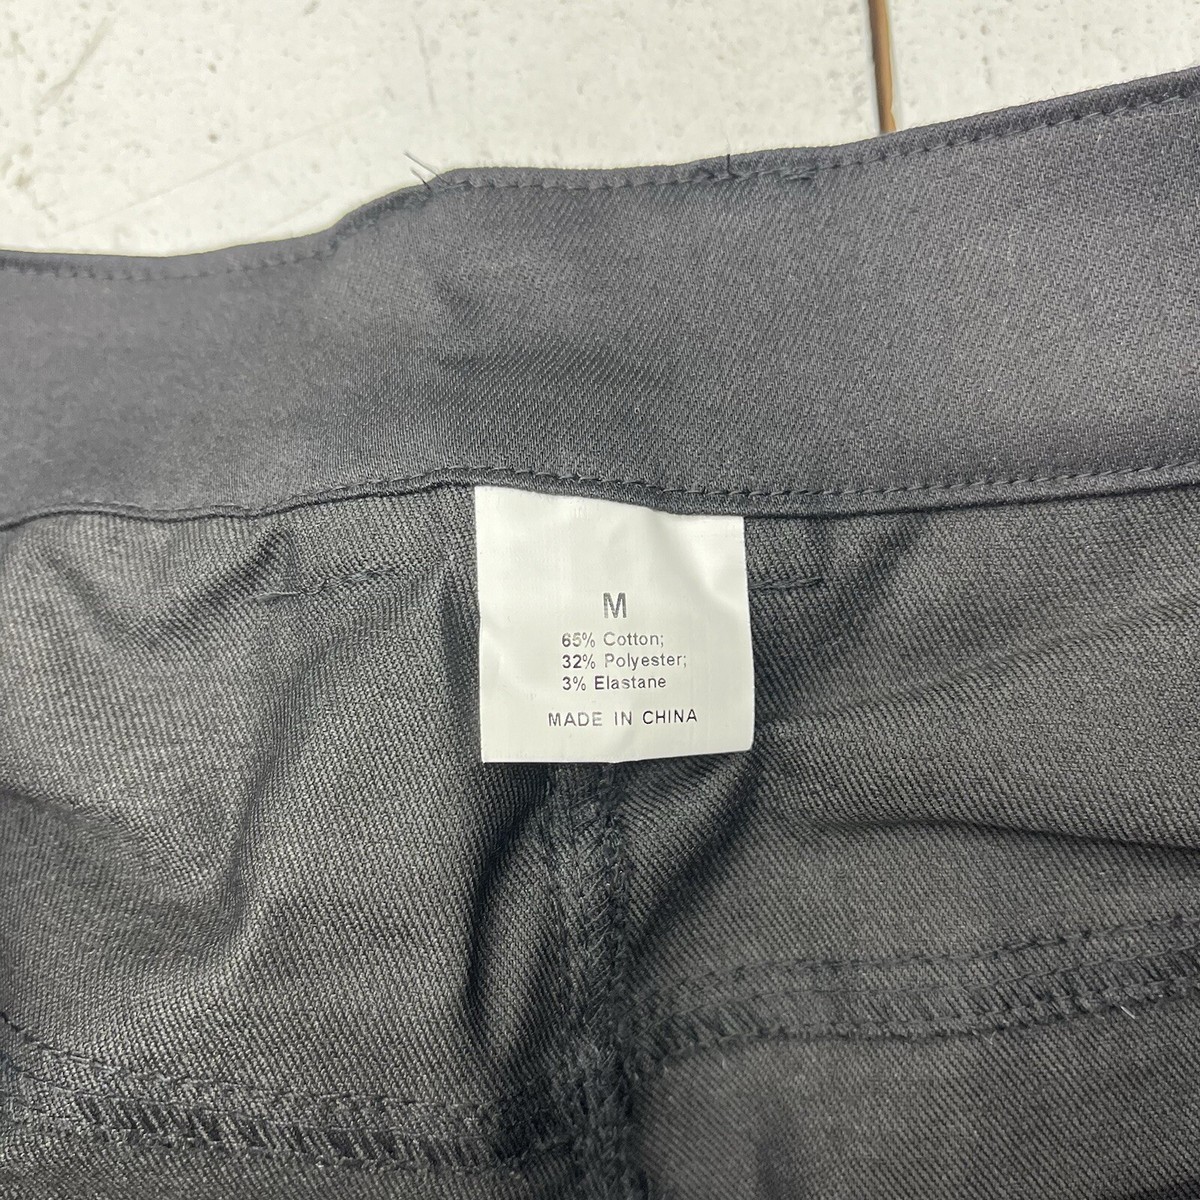 M
65% Cotton;
32% Polyester;
3% Elastane
MADE IN CHINA